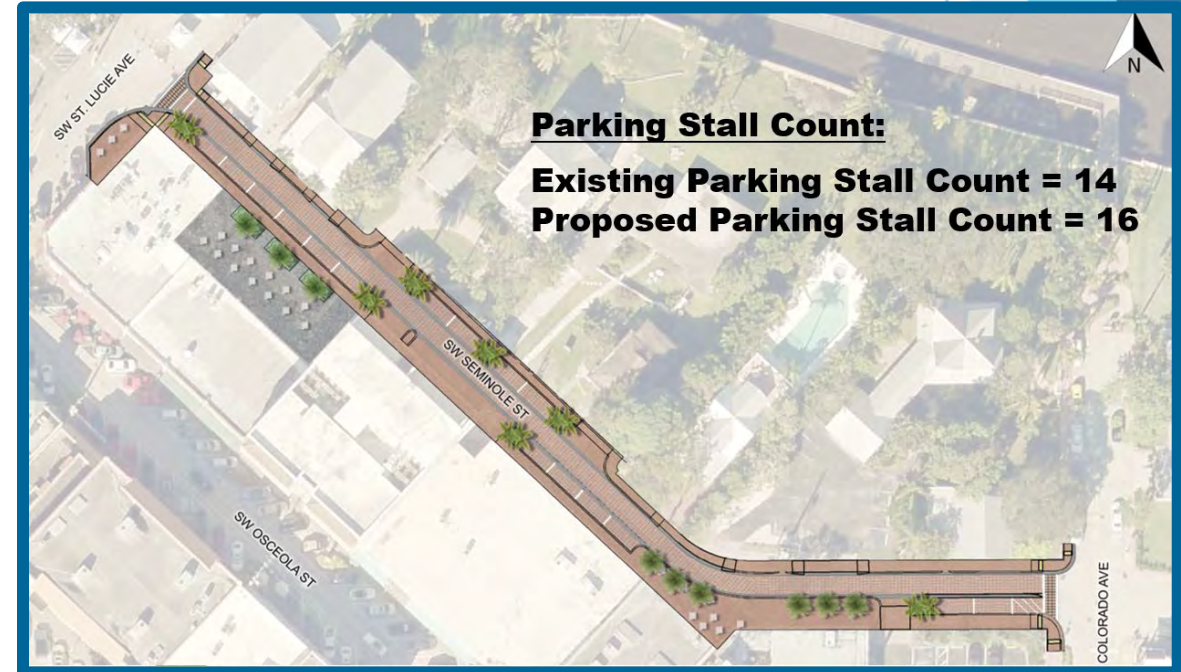 SW ST. LUCIE AVE
N
Parking Stall Count:
Existing Parking Stall Count = 14
Proposed Parking Stall Count = 16
SW SEMINOLE ST
SW OSCEOLA ST
COLORADO AVE